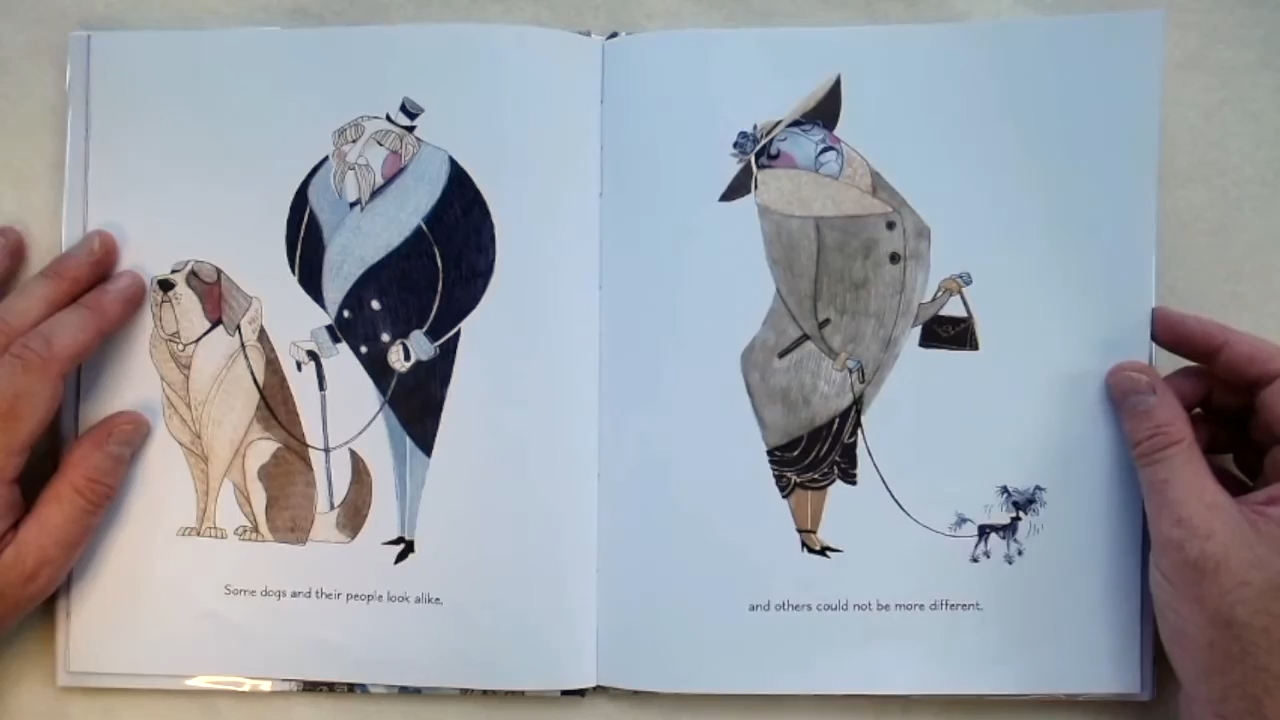 Some dogs and their people look alike,
and others could not be more different.